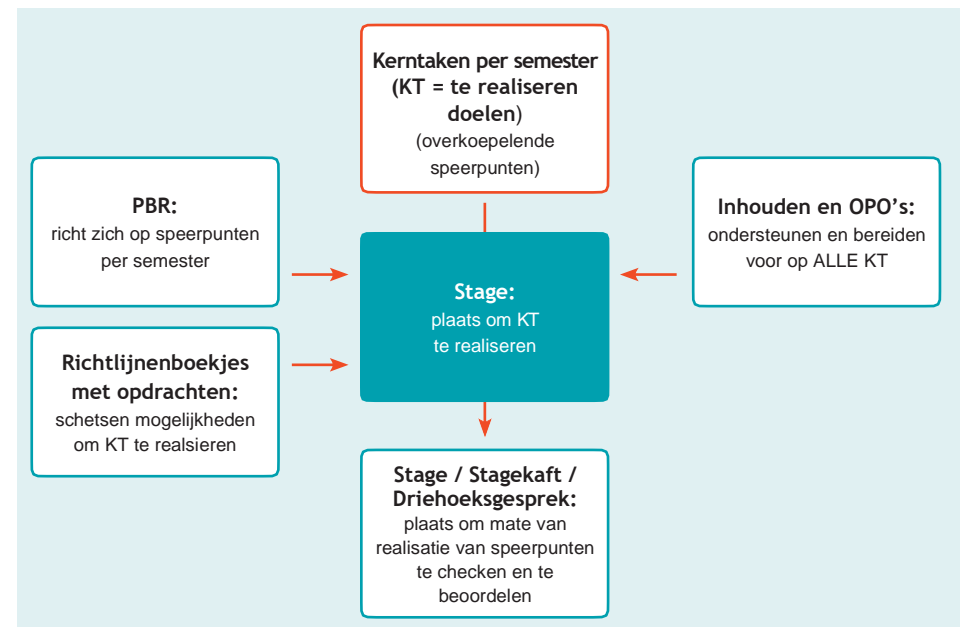 Kerntaken per semester
(KT = te realiseren
doelen)
(overkoepelende
speerpunten)
PBR:
richt zich op speerpunten
per semester
Inhouden en OPO’s:
ondersteunen en bereiden
voor op ALLE KT
Stage:
plaats om KT
te realiseren
Richtlijnenboekjes
met opdrachten:
schetsen mogelijkheden
om KT te realsieren
Stage / Stagekaft /
Driehoeksgesprek:
plaats om mate van
realisatie van speerpunten
te checken en te
beoordelen